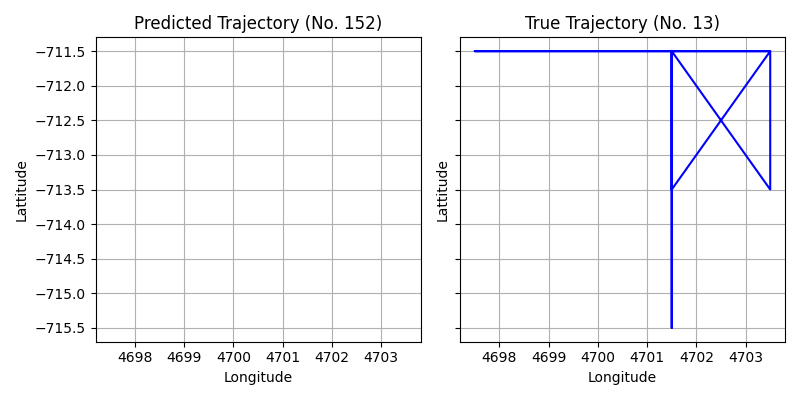 Predicted Trajectory (No. 152)
True Trajectory (No. 13)
−711.5
−712.0
−712.5
−713.0
−713.5
−714.0
−714.5
−715.0
−715.5
Lattitude
Lattitude
4698 4699 4700 4701 4702 4703
4698 4699 4700 4701 4702 4703
Longitude
Longitude